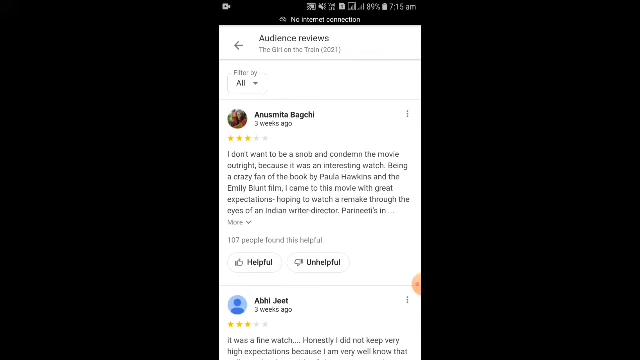 89% 7:15 am
No internet connection
Audience reviews
The Girl on the Train (2021)
Filter by
All
Anusmita Bagchi
3 weeks ago
I don't want to be a snob and condemn the movie
outright, because it was an interesting watch. Being
a crazy fan of the book by Paula Hawkins and the
Emily Blunt film, I came to this movie with great
expectations- hoping to watch a remake through the
eyes of an Indian writer-director. Parineeti's in ...
More
107 people found this helpful
Helpful
Unhelpful
Abhi Jeet
3 weeks ago
it was a fine watch.... Honestly I did not keep very
high expectations because I am very well know that